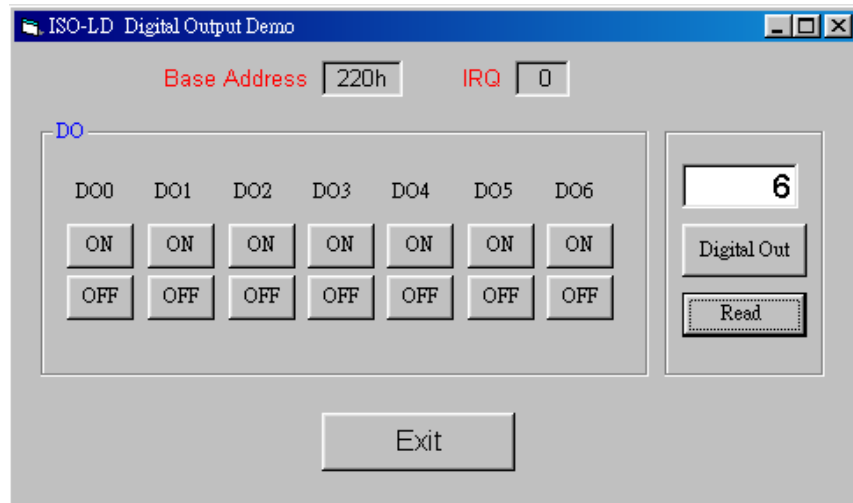 ISO-LD Digital Output Demo
Base Address 220h IRQ 0
DO
DO0 DO1 DO2 DO3 DO4 DO5 DO6
ON ON ON ON ON ON ON
OFF OFF OFF OFF OFF OFF OFF
6
Digital Out
Read
Exit